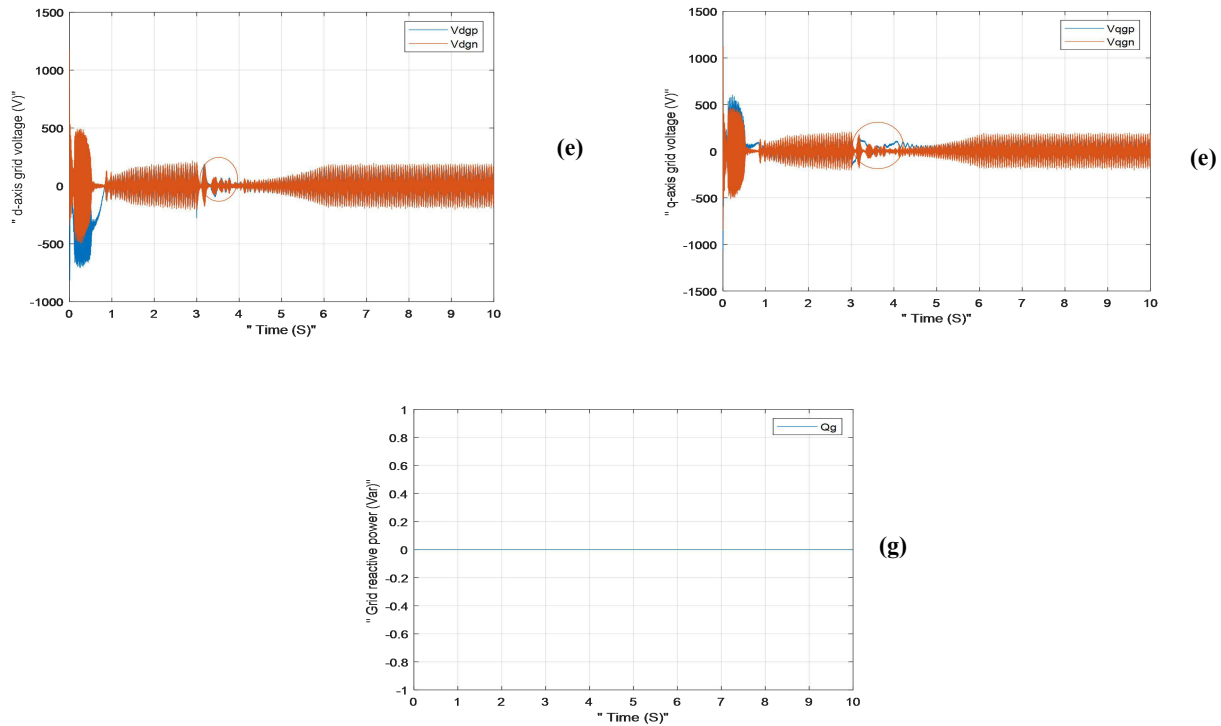 1500
1000
500
0
-500
-1000
0 1 2 3 4 5 6 7 8 9 10
" d-axis grid voltage (V)"
" Time (S)"
Vdgp
Vdgn
(e)
1500
1000
500
0
-500
-1000
-1500
0 1 2 3 4 5 6 7 8 9 10
" q-axis grid voltage (V)"
" Time (S)"
Vqgp
Vqgn
(e)
1
0.8
0.6
0.4
0.2
0
-0.2
-0.4
-0.6
-0.8
-1
0 1 2 3 4 5 6 7 8 9 10
" Grid reactive power (Var)"
" Time (S)"
Qg
(g)